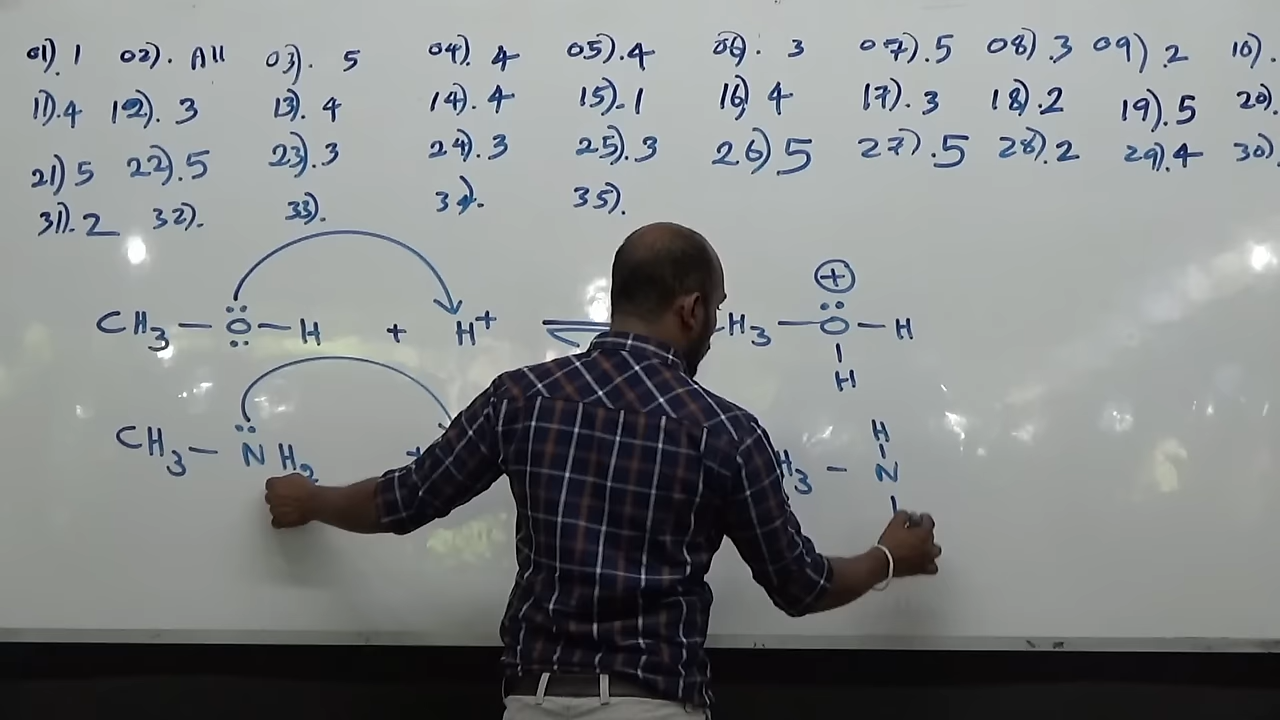 01). 1 02). All 03). 5 04). 4 05). 4 06). 3 07). 5 08) 3 09). 2 10).
11). 4 12). 3 13). 4 14). 4 15). 1 16) 4 17). 3 18). 2 19). 5 20).
21) 5 22). 5 23). 3 24). 3 25). 3 26) 5 27). 5 28). 2 29). 4 30).
31). 2 32). 33). 34). 35).
CH3 — O — H + H+ ⇌ H3 — O — H
⊕
H
CH3 — N H2 + H3 — N
H